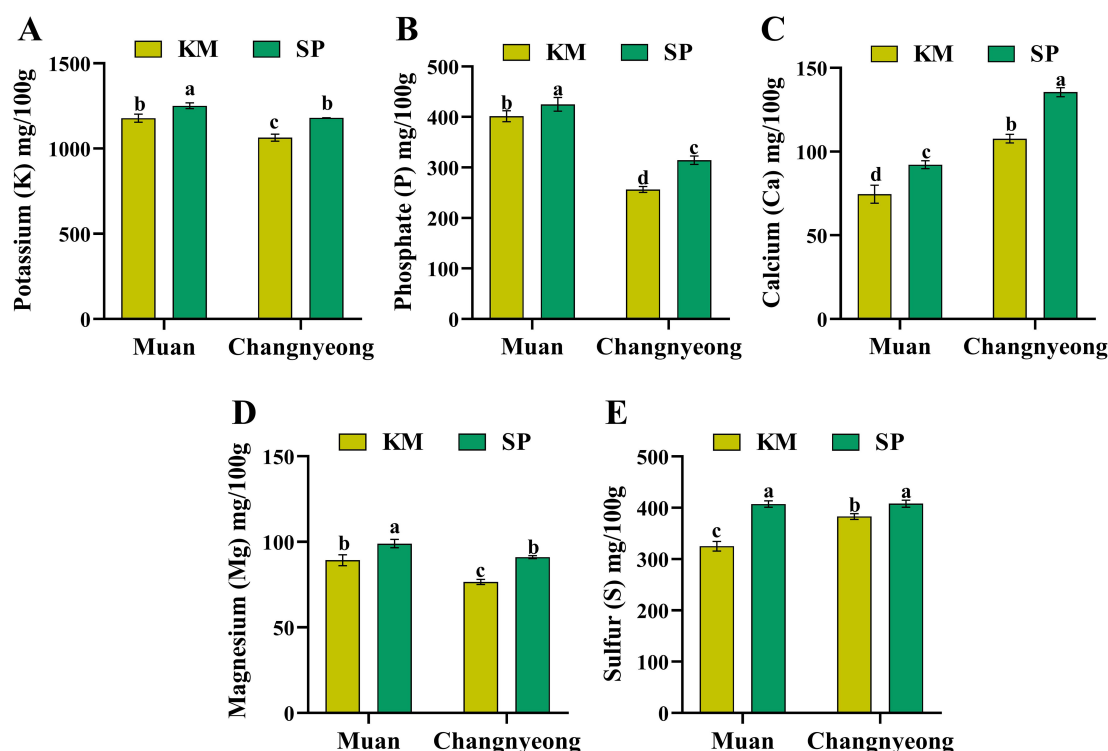 A
KM SP
Potassium (K) mg/100g
1500
1000
500
0
b a c b
Muan Changnyeong
B
KM SP
Phosphate (P) mg/100g
500
400
300
200
100
0
b a d c
Muan Changnyeong
C
KM SP
Calcium (Ca) mg/100g
150
100
50
0
d c b a
Muan Changnyeong
D
KM SP
Magnesium (Mg) mg/100g
150
100
50
0
b a c b
Muan Changnyeong
E
KM SP
Sulfur (S) mg/100g
500
400
300
200
100
0
c a b a
Muan Changnyeong